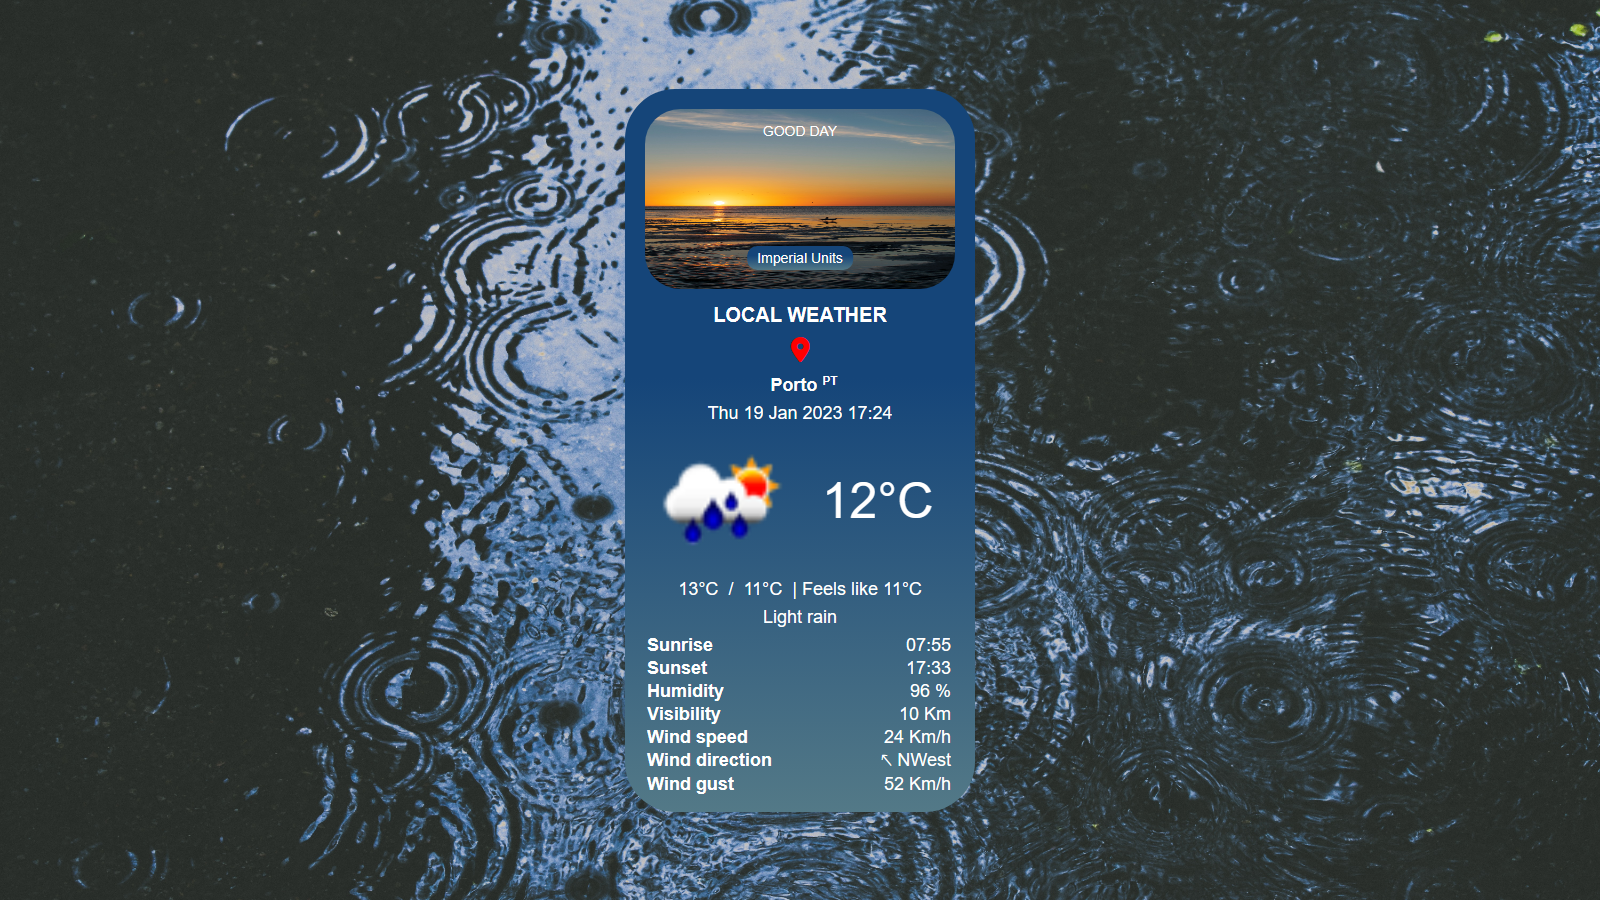 GOOD DAY
Imperial Units
LOCAL WEATHER
Porto PT
Thu 19 Jan 2023 17:24
12°C
13°C / 11°C | Feels like 11°C
Light rain
Sunrise 07:55
Sunset 17:33
Humidity 96 %
Visibility 10 Km
Wind speed 24 Km/h
Wind direction ↖ NWest
Wind gust 52 Km/h